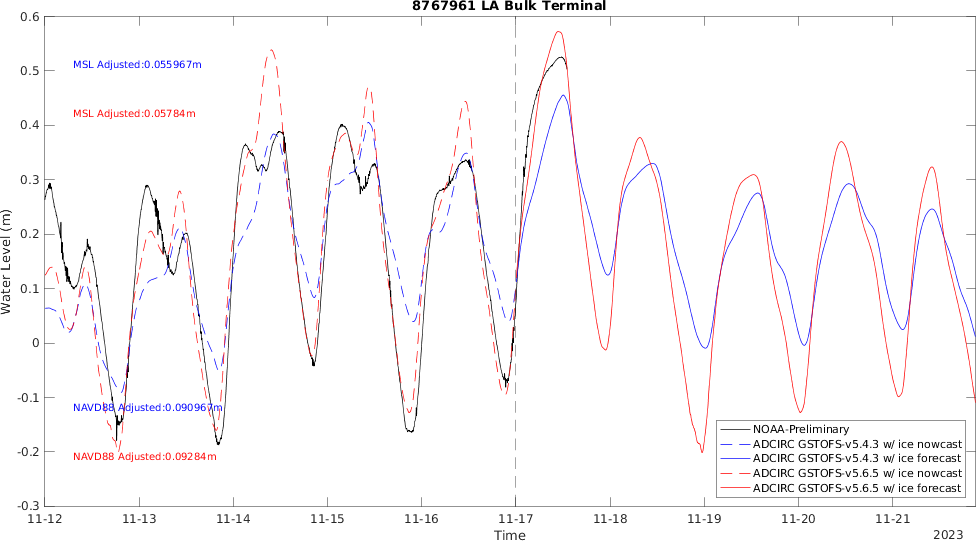 8767961 LA Bulk Terminal
0.6
0.5
0.4
0.3
0.2
0.1
0
-0.1
-0.2
-0.3
Water Level (m)
MSL Adjusted:0.055967m
MSL Adjusted:0.05784m
NAVD88 Adjusted:0.090967m
NAVD88 Adjusted:0.09284m
NOAA-Preliminary
ADCIRC GSTOFS-v5.4.3 w/ ice nowcast
ADCIRC GSTOFS-v5.4.3 w/ ice forecast
ADCIRC GSTOFS-v5.6.5 w/ ice nowcast
ADCIRC GSTOFS-v5.6.5 w/ ice forecast
11-12 11-13 11-14 11-15 11-16 11-17 11-18 11-19 11-20 11-21
Time
2023